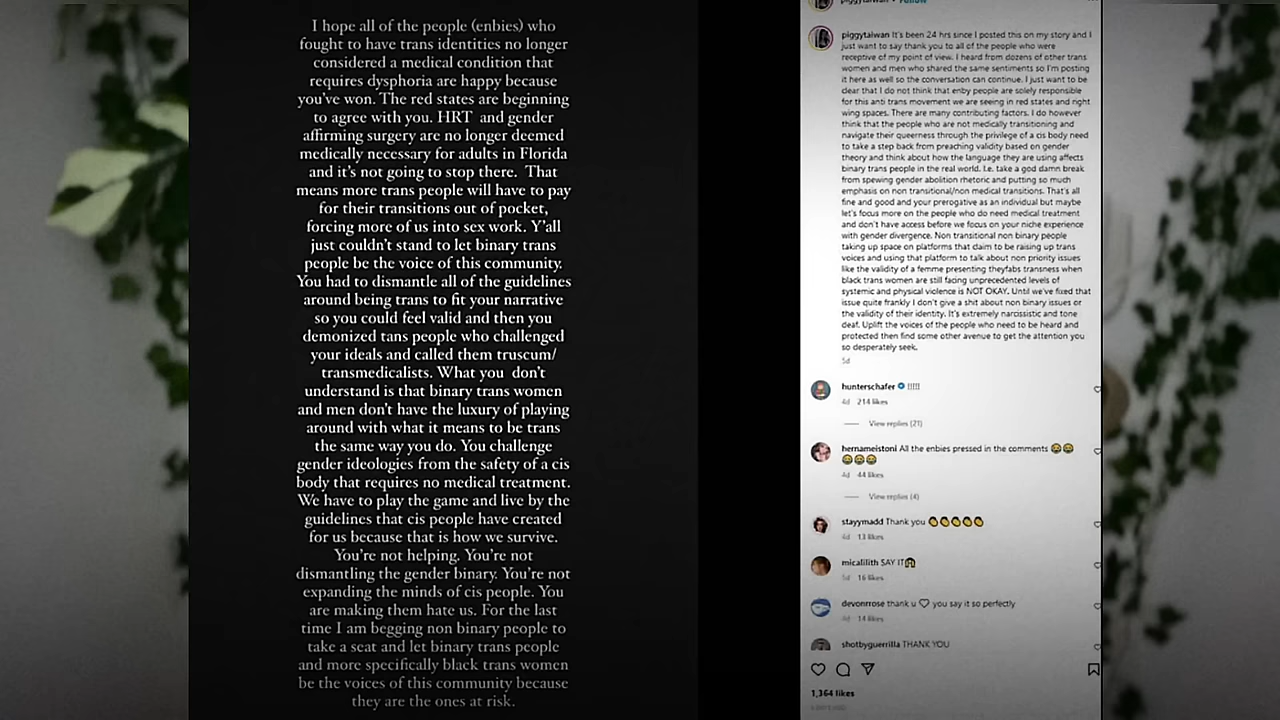 I hope all of the people (enbies) who
fought to have trans identities no longer
considered a medical condition that
requires dysphoria are happy because
you've won. The red states are beginning
to agree with you. HRT and gender
affirming surgery are no longer deemed
medically necessary for adults in Florida
and it's not going to stop there. That
means more trans people will have to pay
for their transitions out of pocket,
forcing more of us into sex work. Y'all
just couldn't stand to let binary trans
people be the voice of this community.
You had to dismantle all of the guidelines
around being trans to fit your narrative
so you could feel valid and then you
demonized tans people who challenged
your ideals and called them truscum/
transmedicalists. What you don't
understand is that binary trans women
and men don't have the luxury of playing
around with what it means to be trans
the same way you do. You challenge
gender ideologies from the safety of a cis
body that requires no medical treatment.
We have to play the game and live by the
guidelines that cis people have created
for us because that is how we survive.
You're not helping. You're not
dismantling the gender binary. You're not
expanding the minds of cis people. You
are making them hate us. For the last
time I am begging non binary people to
take a seat and let binary trans people
and more specifically black trans women
be the voices of this community because
they are the ones at risk.
piggytaiwan • Follow
piggytaiwan It's been 24 hrs since I posted this on my story and I
just want to say thank you to all of the people who were
receptive of my point of view. I heard from dozens of other trans
women and men who shared the same sentiments so I'm posting
it here as well so the conversation can continue. I just want to be
clear that I do not think that enby people are solely responsible
for this anti trans movement we are seeing in red states and right
wing spaces. There are many contributing factors. I do however
think that the people who are not medically transitioning and
navigate their queerness through the privilege of a cis body need
to take a step back from preaching validity based on gender
theory and think about how the language they are using affects
binary trans people in the real world. I.e. take a god damn break
from spewing gender abolition rhetoric and putting so much
emphasis on non transitional/non medical transitions. That's all
fine and good and your prerogative as an individual but maybe
let's focus more on the people who do need medical treatment
and don't have access before we focus on your niche experience
with gender divergence. Non transitional non binary people
taking up space on platforms that claim to be raising up trans
voices and using that platform to talk about non priority issues
like the validity of a femme presenting theyfabs transness when
black trans women are still facing unprecedented levels of
systemic and physical violence is NOT OKAY. Until we've fixed that
issue quite frankly I don't give a shit about non binary issues or
the validity of their identity. It's extremely narcissistic and tone
deaf. Uplift the voices of the people who need to be heard and
protected then find some other avenue to get the attention you
so desperately seek.
5d
hunterschafer !!!!!
4d 214 likes
View replies (21)
hernameistoni All the enbies pressed in the comments 😂😂
😂😂😂
4d 44 likes
View replies (4)
stayymadd Thank you 👏👏👏👏👏
4d 13 likes
micalilith SAY IT
5d 16 likes
devonrrose thank u ♡ you say it so perfectly
4d 14 likes
shotbyguerrilla THANK YOU
1,364 likes